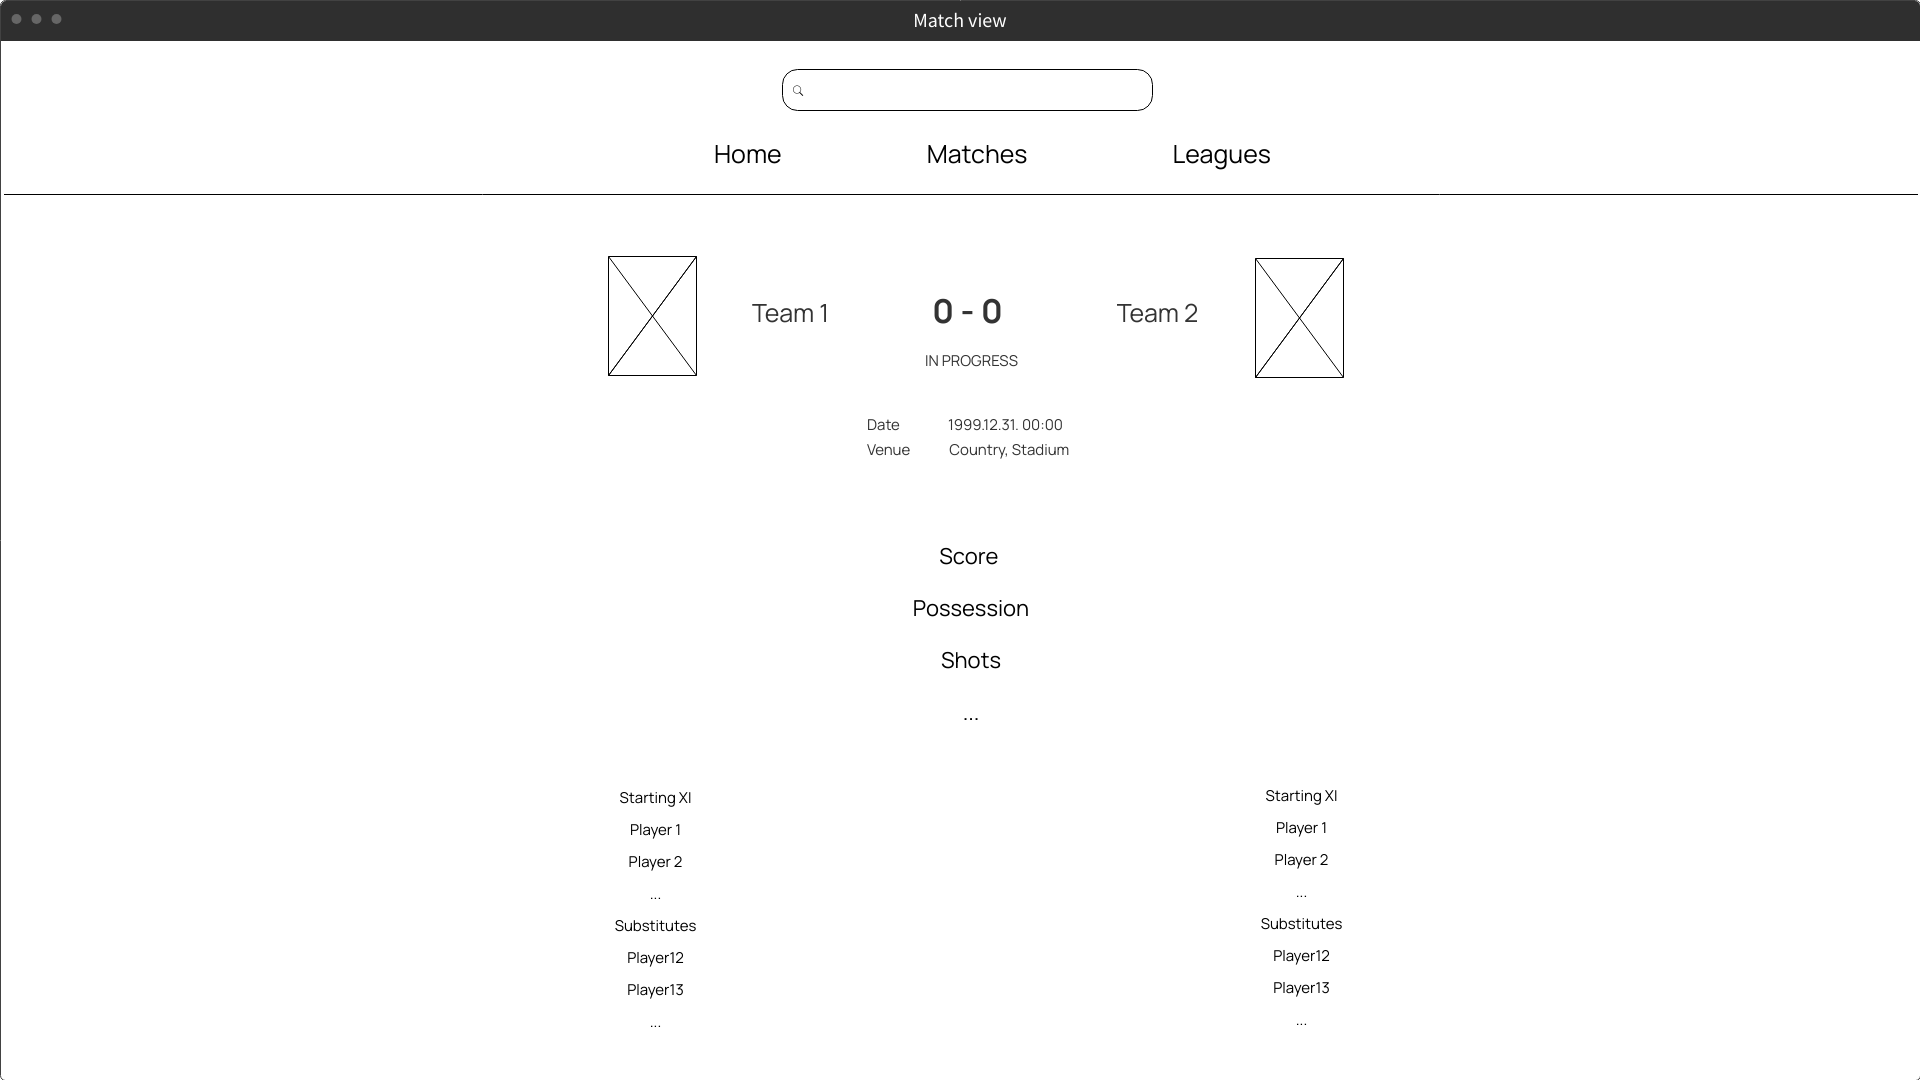 Match view
Home Matches Leagues
Team 1 0 - 0 Team 2
IN PROGRESS
Date 1999.12.31. 00:00
Venue Country, Stadium
Score
Possession
Shots
...
Starting XI Starting XI
Player 1 Player 1
Player 2 Player 2
... ...
Substitutes Substitutes
Player12 Player12
Player13 Player13
... ...